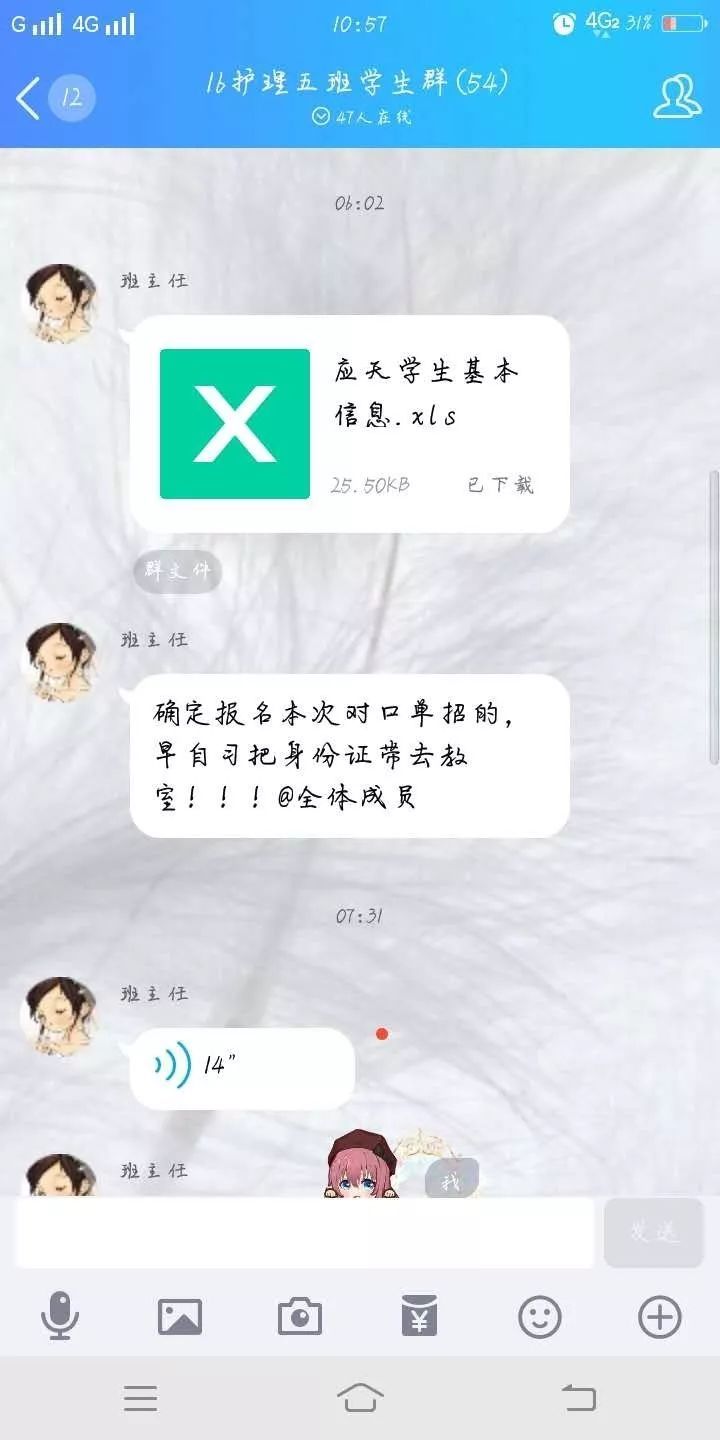 G 4G 10:57 4G2 31%
12 16护理五班学生群(54)
47人在线
06:02
班主任
应天学生基本
信息.xls
25.50KB 已下载
群文件
班主任
确定报名本次对口单招的,
早自习把身份证带去教
室!!!@全体成员
07:31
班主任
14"
班主任
我
发送